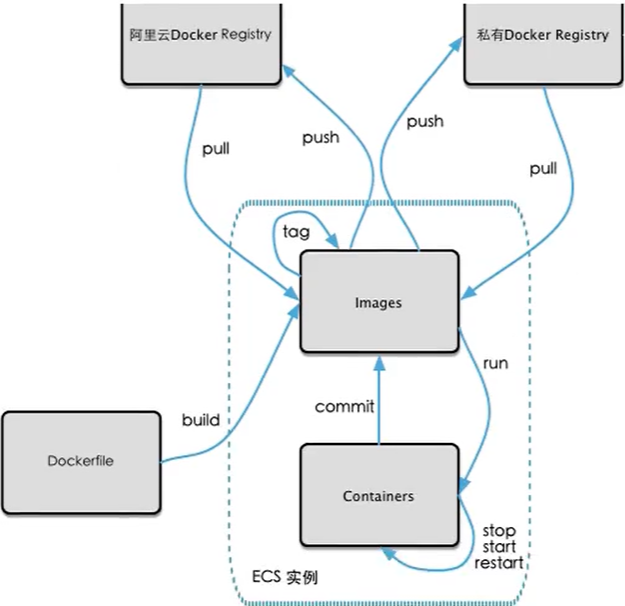 阿里云Docker Registry
私有Docker Registry
pull
push
push
pull
tag
Images
run
build
commit
Dockerfile
Containers
stop
start
restart
ECS 实例